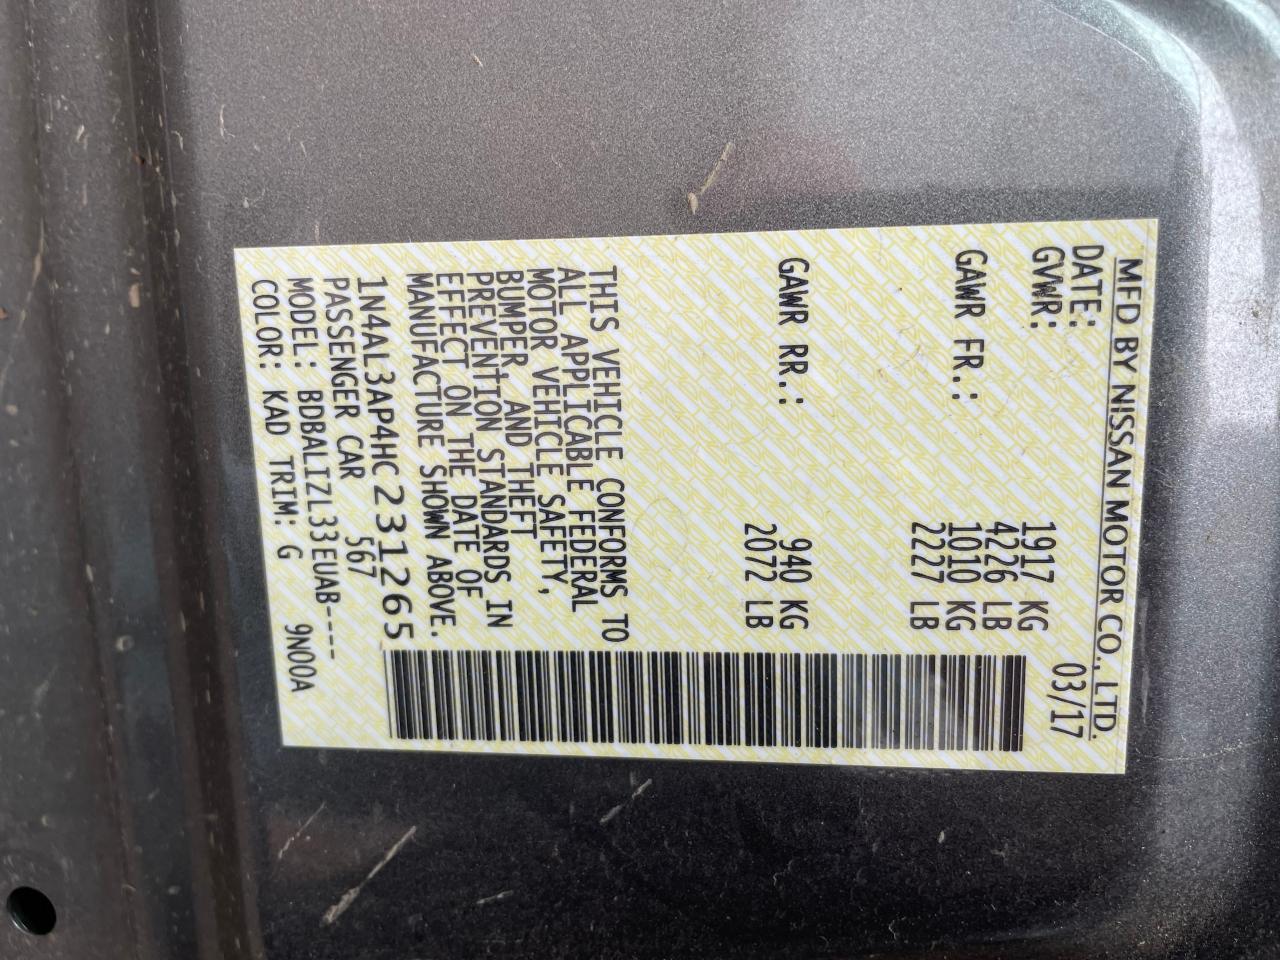 MFD BY NISSAN MOTOR CO., LTD.
DATE: 03/17
GVWR: 1917 KG
4226 LB
GAWR FR.: 1010 KG
2227 LB
GAWR RR.: 940 KG
2072 LB
THIS VEHICLE CONFORMS TO
ALL APPLICABLE FEDERAL
MOTOR VEHICLE SAFETY,
BUMPER, AND THEFT
PREVENTION STANDARDS IN
EFFECT ON THE DATE OF
MANUFACTURE SHOWN ABOVE.
1N4AL3AP4HC231265
PASSENGER CAR 567
MODEL: BDBALIZL33EUAB----
COLOR: KAD TRIM: G 9N00A